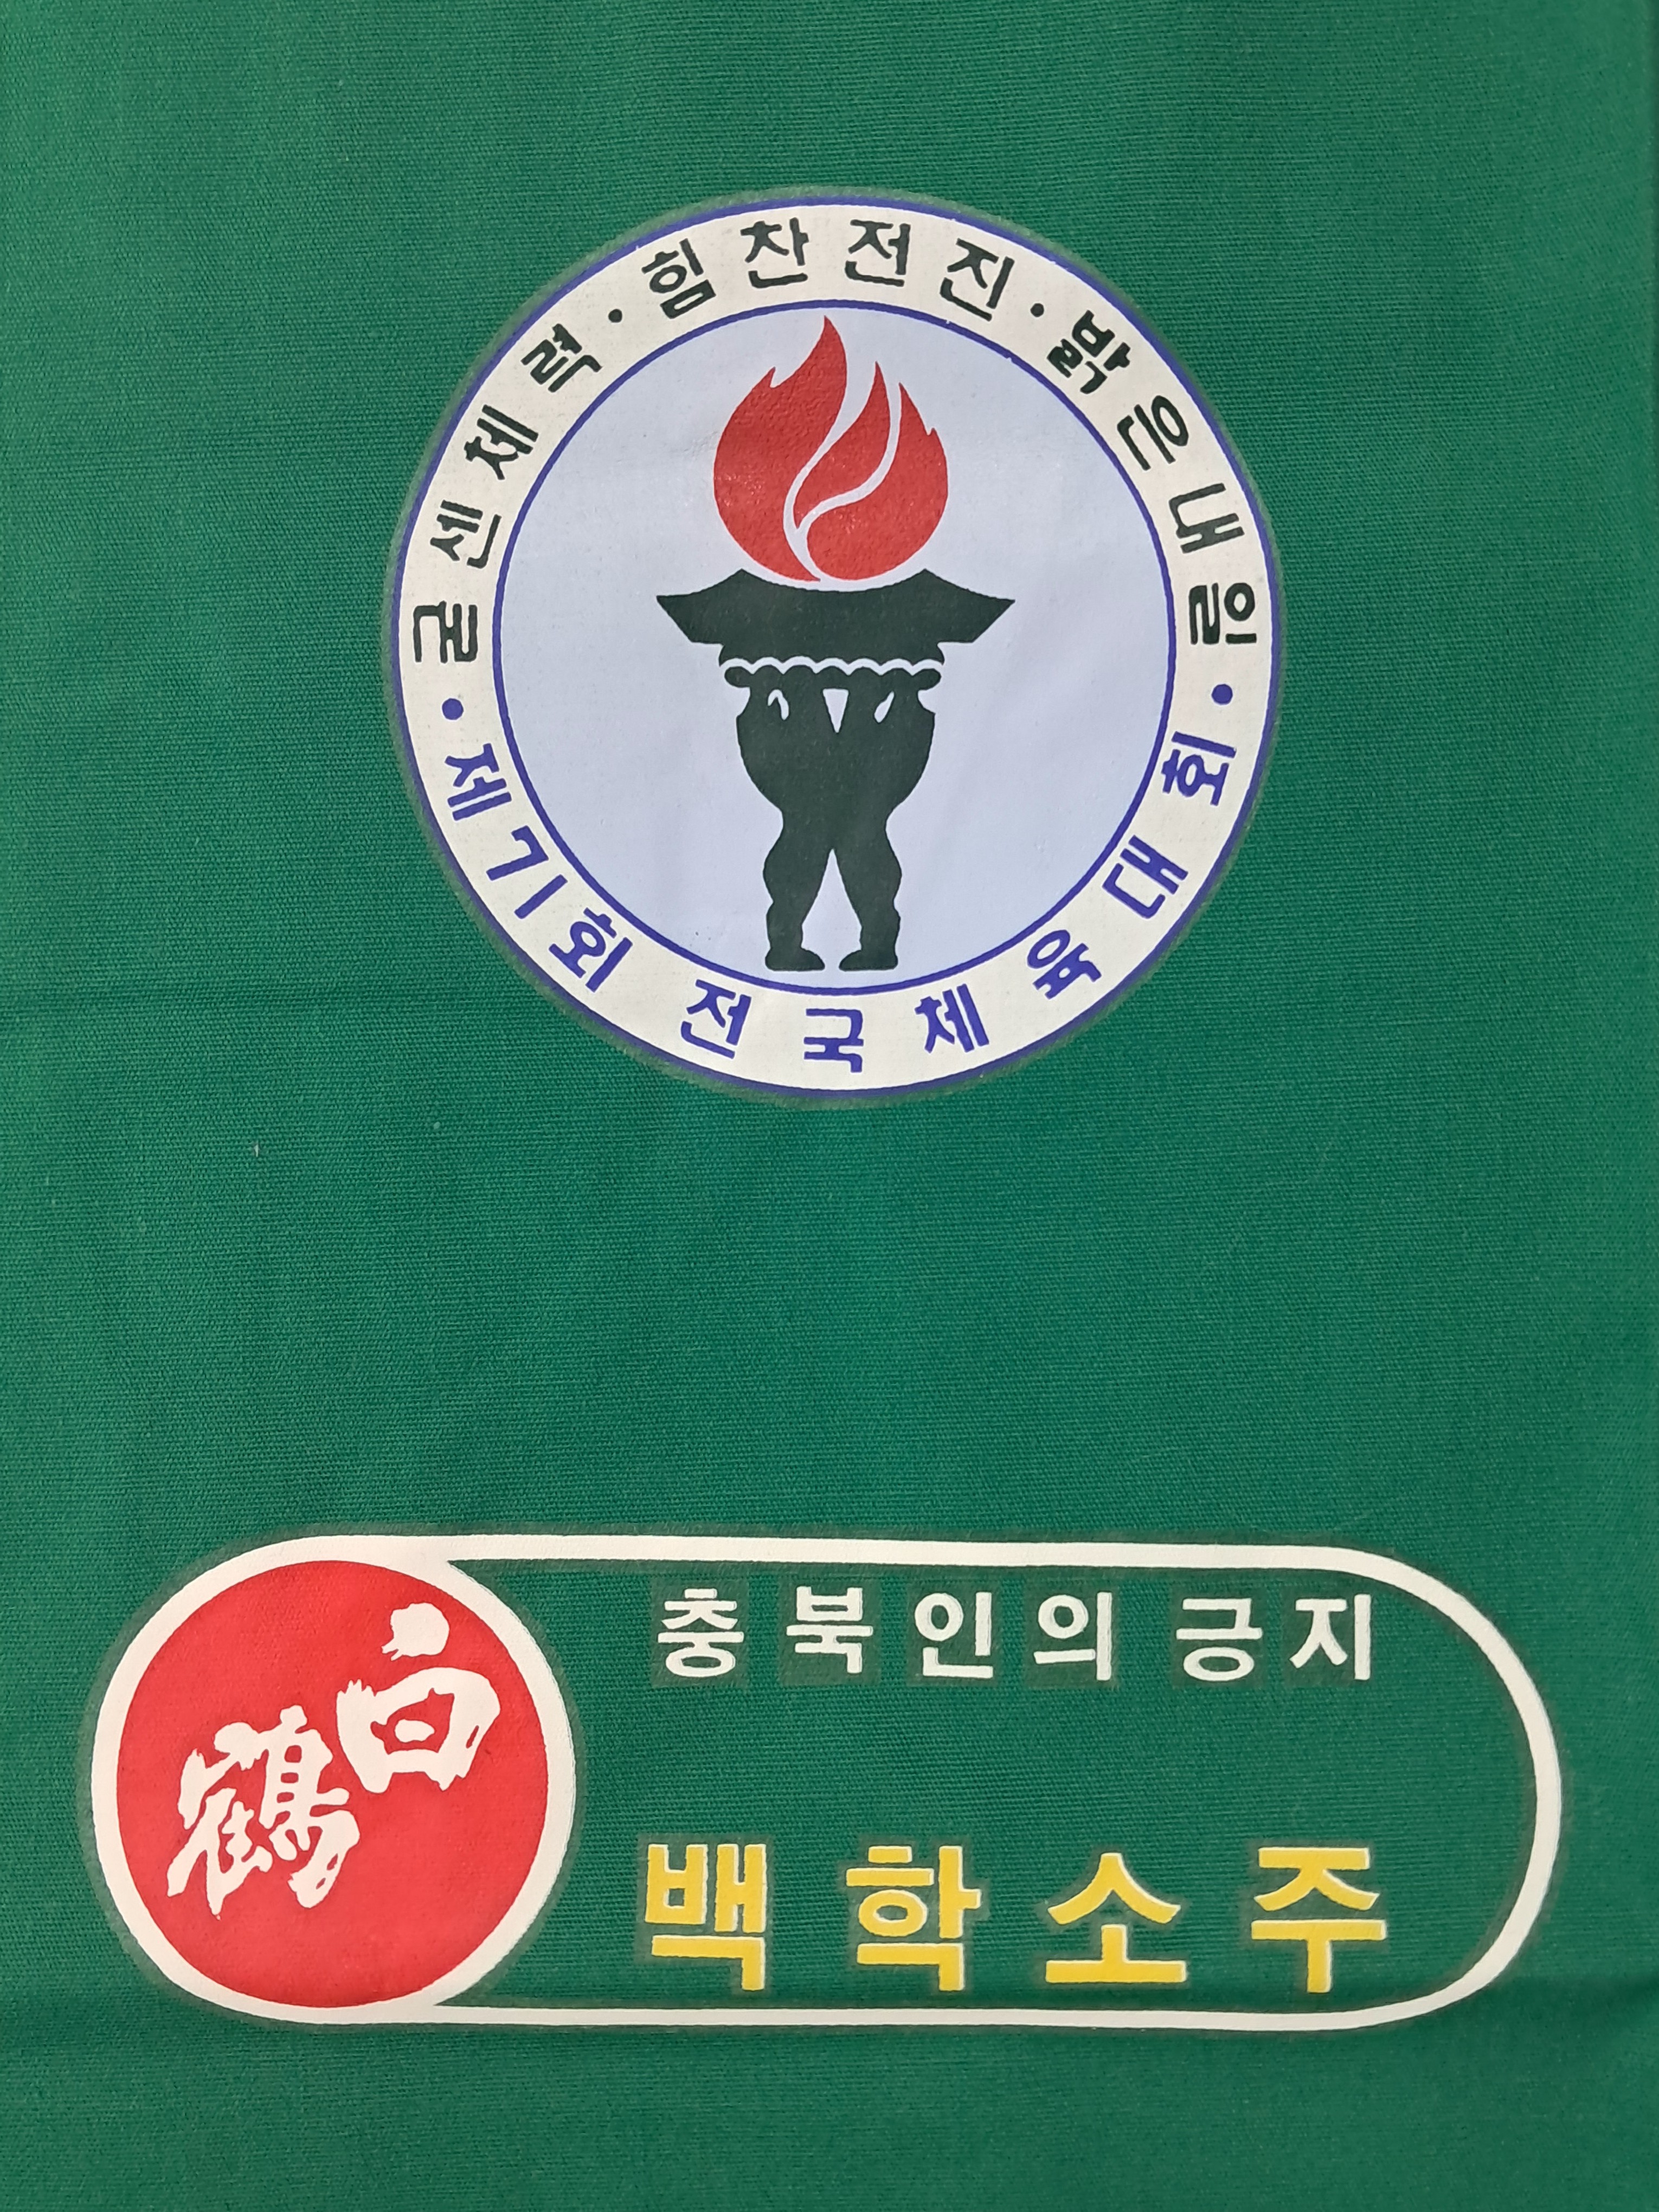 굳센체력·힘찬전진·밝은내일
·제71회 전국체육대회·
白鶴
충북인의 긍지
백학소주